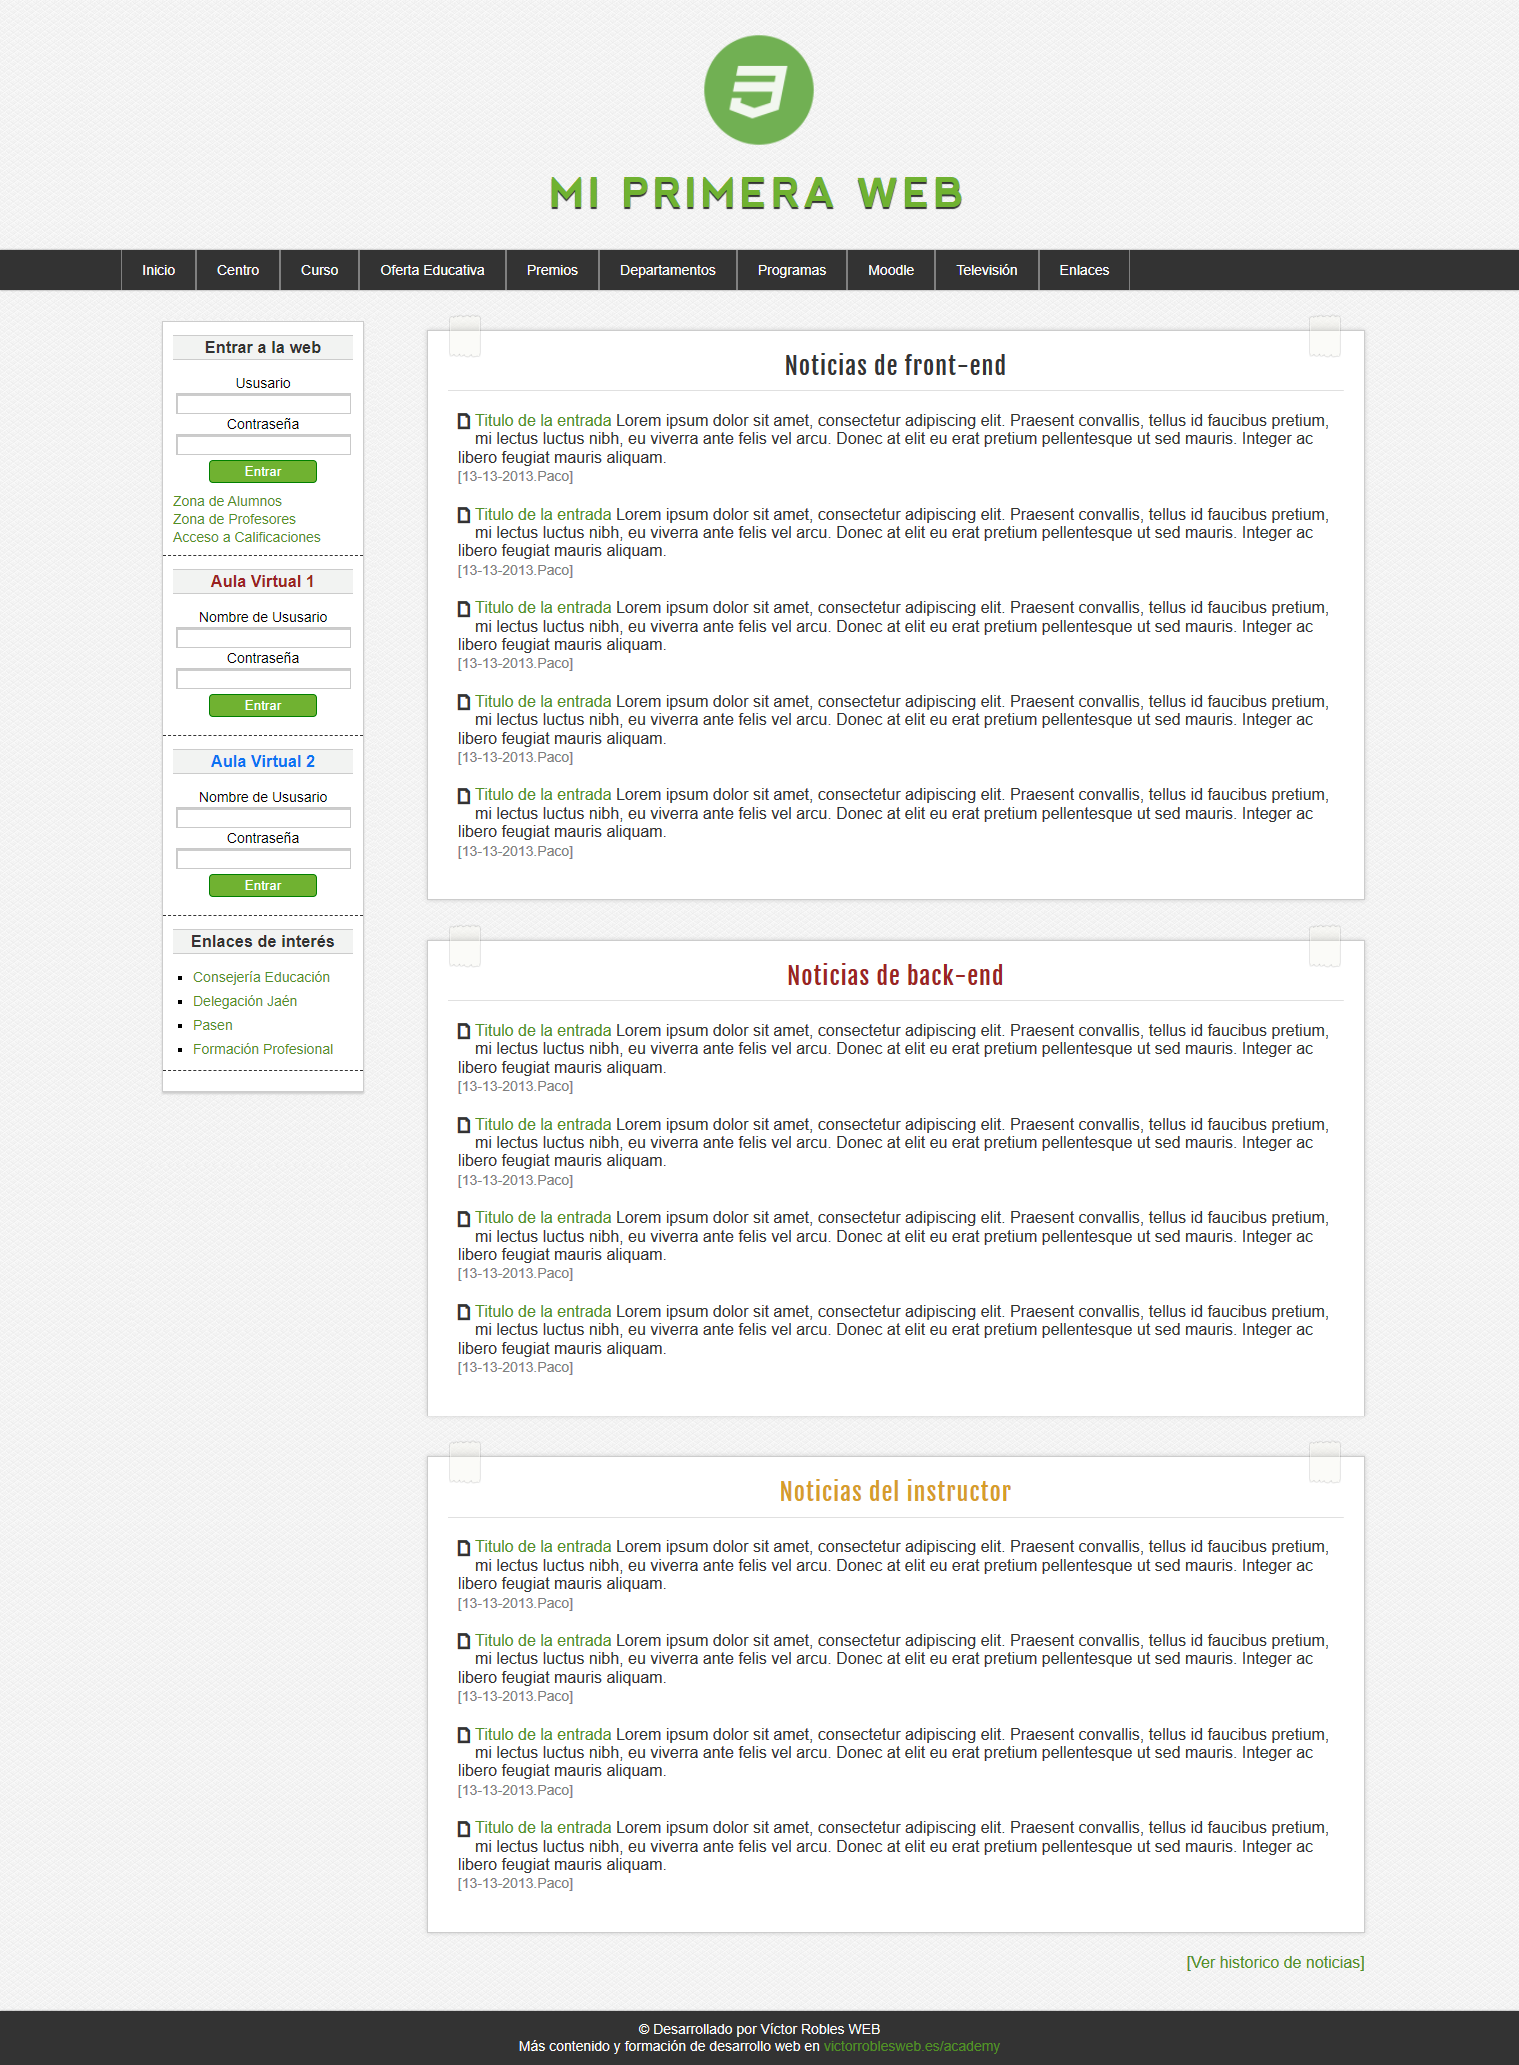 MI PRIMERA WEB
Inicio Centro Curso Oferta Educativa Premios Departamentos Programas Moodle Televisión Enlaces
Entrar a la web
Ususario
Contraseña
Entrar
Zona de Alumnos
Zona de Profesores
Acceso a Calificaciones
Aula Virtual 1
Nombre de Ususario
Contraseña
Entrar
Aula Virtual 2
Nombre de Ususario
Contraseña
Entrar
Enlaces de interés
Consejería Educación
Delegación Jaén
Pasen
Formación Profesional
Noticias de front-end
Titulo de la entrada Lorem ipsum dolor sit amet, consectetur adipiscing elit. Praesent convallis, tellus id faucibus pretium,
mi lectus luctus nibh, eu viverra ante felis vel arcu. Donec at elit eu erat pretium pellentesque ut sed mauris. Integer ac
libero feugiat mauris aliquam.
[13-13-2013.Paco]
Titulo de la entrada Lorem ipsum dolor sit amet, consectetur adipiscing elit. Praesent convallis, tellus id faucibus pretium,
mi lectus luctus nibh, eu viverra ante felis vel arcu. Donec at elit eu erat pretium pellentesque ut sed mauris. Integer ac
libero feugiat mauris aliquam.
[13-13-2013.Paco]
Titulo de la entrada Lorem ipsum dolor sit amet, consectetur adipiscing elit. Praesent convallis, tellus id faucibus pretium,
mi lectus luctus nibh, eu viverra ante felis vel arcu. Donec at elit eu erat pretium pellentesque ut sed mauris. Integer ac
libero feugiat mauris aliquam.
[13-13-2013.Paco]
Titulo de la entrada Lorem ipsum dolor sit amet, consectetur adipiscing elit. Praesent convallis, tellus id faucibus pretium,
mi lectus luctus nibh, eu viverra ante felis vel arcu. Donec at elit eu erat pretium pellentesque ut sed mauris. Integer ac
libero feugiat mauris aliquam.
[13-13-2013.Paco]
Titulo de la entrada Lorem ipsum dolor sit amet, consectetur adipiscing elit. Praesent convallis, tellus id faucibus pretium,
mi lectus luctus nibh, eu viverra ante felis vel arcu. Donec at elit eu erat pretium pellentesque ut sed mauris. Integer ac
libero feugiat mauris aliquam.
[13-13-2013.Paco]
Noticias de back-end
Titulo de la entrada Lorem ipsum dolor sit amet, consectetur adipiscing elit. Praesent convallis, tellus id faucibus pretium,
mi lectus luctus nibh, eu viverra ante felis vel arcu. Donec at elit eu erat pretium pellentesque ut sed mauris. Integer ac
libero feugiat mauris aliquam.
[13-13-2013.Paco]
Titulo de la entrada Lorem ipsum dolor sit amet, consectetur adipiscing elit. Praesent convallis, tellus id faucibus pretium,
mi lectus luctus nibh, eu viverra ante felis vel arcu. Donec at elit eu erat pretium pellentesque ut sed mauris. Integer ac
libero feugiat mauris aliquam.
[13-13-2013.Paco]
Titulo de la entrada Lorem ipsum dolor sit amet, consectetur adipiscing elit. Praesent convallis, tellus id faucibus pretium,
mi lectus luctus nibh, eu viverra ante felis vel arcu. Donec at elit eu erat pretium pellentesque ut sed mauris. Integer ac
libero feugiat mauris aliquam.
[13-13-2013.Paco]
Titulo de la entrada Lorem ipsum dolor sit amet, consectetur adipiscing elit. Praesent convallis, tellus id faucibus pretium,
mi lectus luctus nibh, eu viverra ante felis vel arcu. Donec at elit eu erat pretium pellentesque ut sed mauris. Integer ac
libero feugiat mauris aliquam.
[13-13-2013.Paco]
Noticias del instructor
Titulo de la entrada Lorem ipsum dolor sit amet, consectetur adipiscing elit. Praesent convallis, tellus id faucibus pretium,
mi lectus luctus nibh, eu viverra ante felis vel arcu. Donec at elit eu erat pretium pellentesque ut sed mauris. Integer ac
libero feugiat mauris aliquam.
[13-13-2013.Paco]
Titulo de la entrada Lorem ipsum dolor sit amet, consectetur adipiscing elit. Praesent convallis, tellus id faucibus pretium,
mi lectus luctus nibh, eu viverra ante felis vel arcu. Donec at elit eu erat pretium pellentesque ut sed mauris. Integer ac
libero feugiat mauris aliquam.
[13-13-2013.Paco]
Titulo de la entrada Lorem ipsum dolor sit amet, consectetur adipiscing elit. Praesent convallis, tellus id faucibus pretium,
mi lectus luctus nibh, eu viverra ante felis vel arcu. Donec at elit eu erat pretium pellentesque ut sed mauris. Integer ac
libero feugiat mauris aliquam.
[13-13-2013.Paco]
Titulo de la entrada Lorem ipsum dolor sit amet, consectetur adipiscing elit. Praesent convallis, tellus id faucibus pretium,
mi lectus luctus nibh, eu viverra ante felis vel arcu. Donec at elit eu erat pretium pellentesque ut sed mauris. Integer ac
libero feugiat mauris aliquam.
[13-13-2013.Paco]
[Ver historico de noticias]
© Desarrollado por Víctor Robles WEB
Más contenido y formación de desarrollo web en victorroblesweb.es/academy